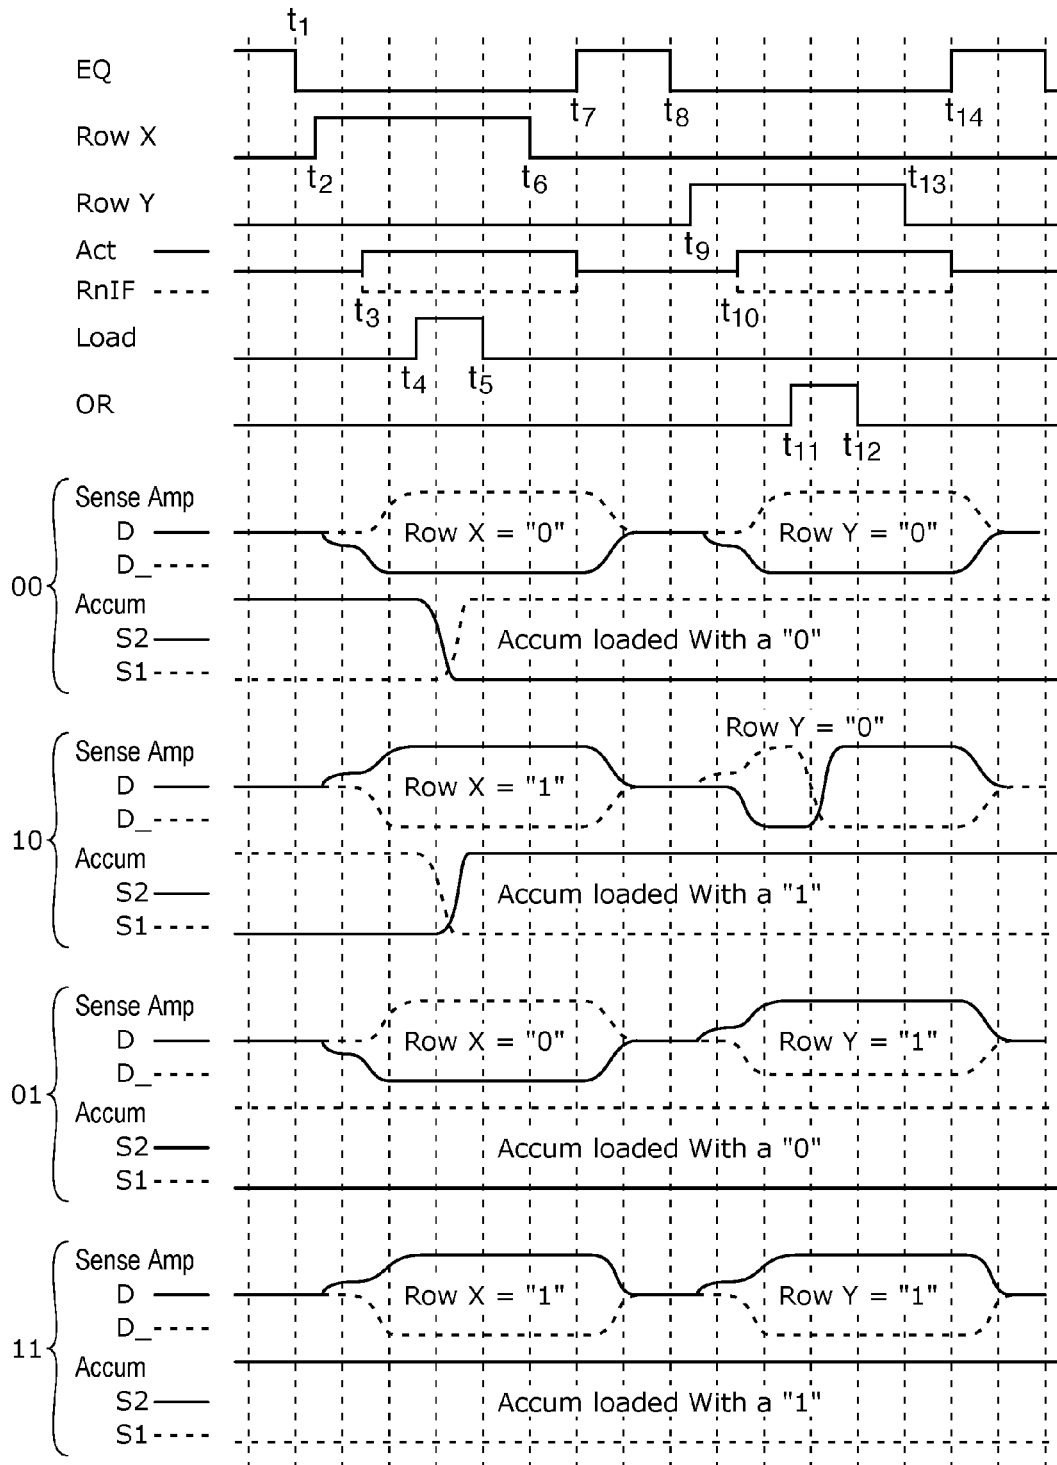 t1
EQ
t7
t8
t14
Row X
t2
t6
t13
Row Y
t9
Act
RnIF
t3
t10
Load
t4
t5
OR
t11
t12
00
Sense Amp
D
D_
Row X = "0"
Row Y = "0"
Accum
S2
S1
Accum loaded With a "0"
10
Row Y = "0"
Sense Amp
D
D_
Row X = "1"
Accum
S2
S1
Accum loaded With a "1"
01
Sense Amp
D
D_
Row X = "0"
Row Y = "1"
Accum
S2
S1
Accum loaded With a "0"
11
Sense Amp
D
D_
Row X = "1"
Row Y = "1"
Accum
S2
S1
Accum loaded With a "1"